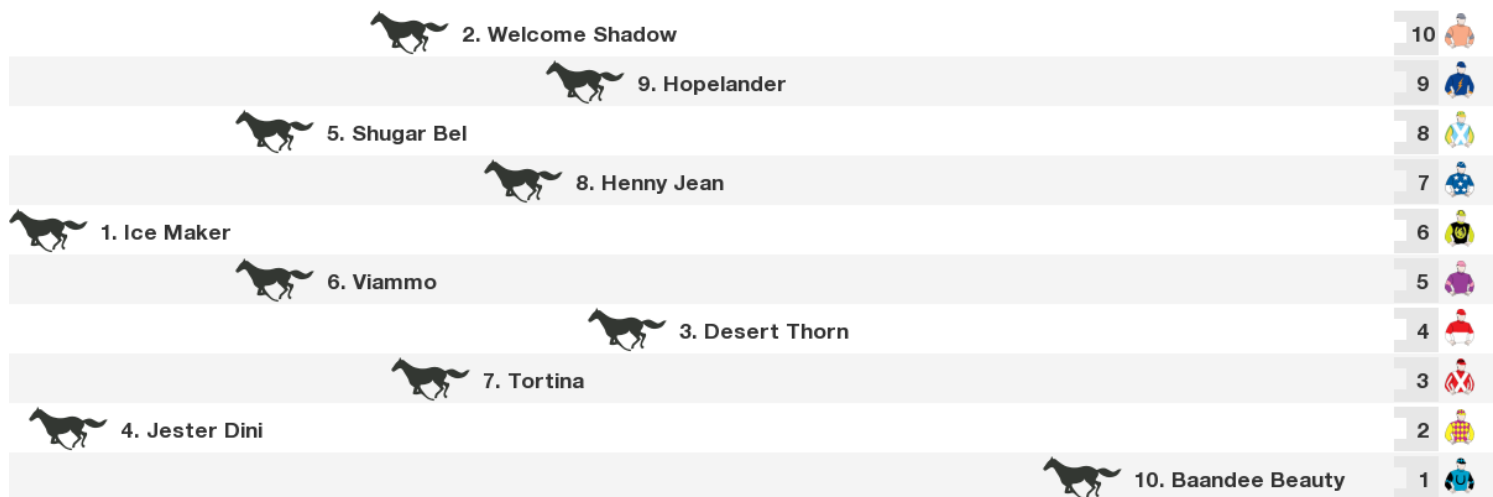 2. Welcome Shadow 10
9. Hopelander 9
5. Shugar Bel 8
8. Henny Jean 7
1. Ice Maker 6
6. Viammo 5
3. Desert Thorn 4
7. Tortina 3
4. Jester Dini 2
10. Baandee Beauty 1